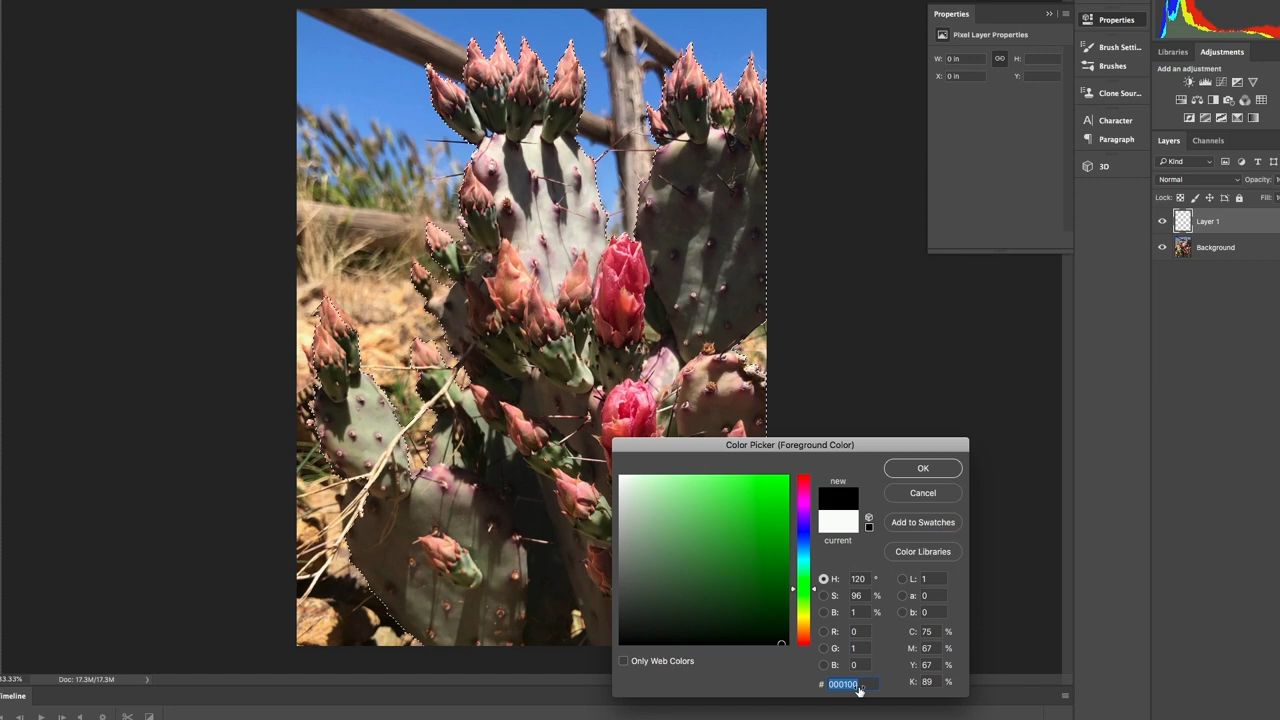 Properties
Pixel Layer Properties
W: 0 in H:
X: 0 in Y:
Properties
Brush Setti...
Brushes
Clone Sour...
Character
Paragraph
3D
Libraries Adjustments
Add an adjustment
Layers Channels
Kind
Normal Opacity:
Lock: Fill:
Layer 1
Background
Color Picker (Foreground Color)
new
current
OK
Cancel
Add to Swatches
Color Libraries
H: 120 ° L: 1
S: 96 % a: 0
B: 1 % b: 0
R: 0 C: 75 %
G: 1 M: 67 %
B: 0 Y: 67 %
# 000100 K: 89 %
Only Web Colors
33.33% Doc: 17.3M/17.3M
Timeline